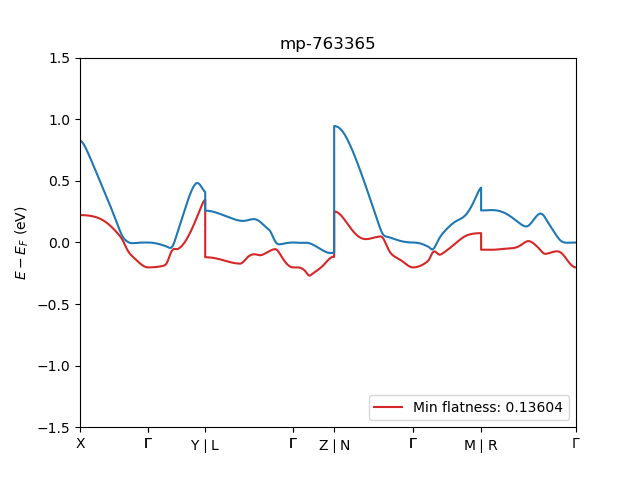 mp-763365
E − E_F (eV)
1.5
1.0
0.5
0.0
−0.5
−1.0
−1.5
X Γ Y | L Γ Z | N Γ M | R Γ
Min flatness: 0.13604